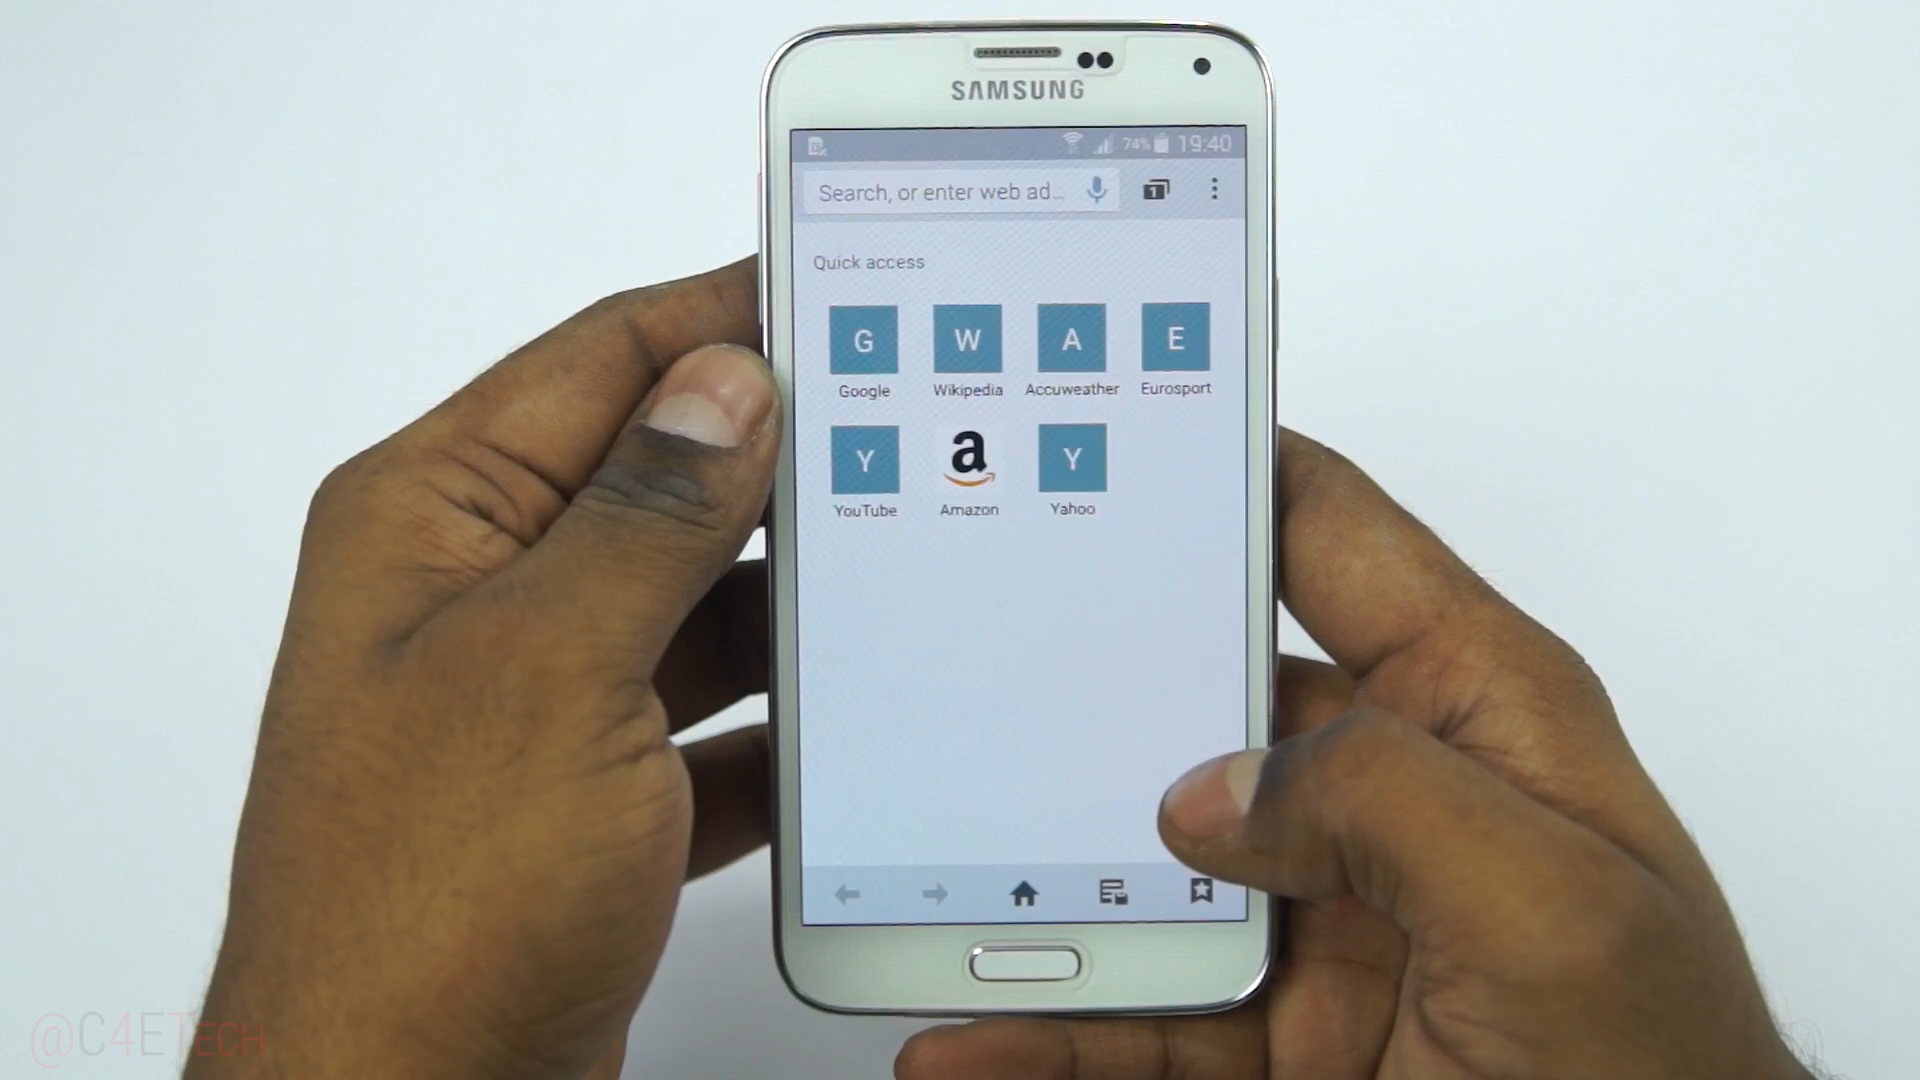 SAMSUNG
74% 19:40
Search, or enter web ad...
1
Quick access
G W A E
Google Wikipedia Accuweather Eurosport
Y a Y
YouTube Amazon Yahoo
@C4ETECH